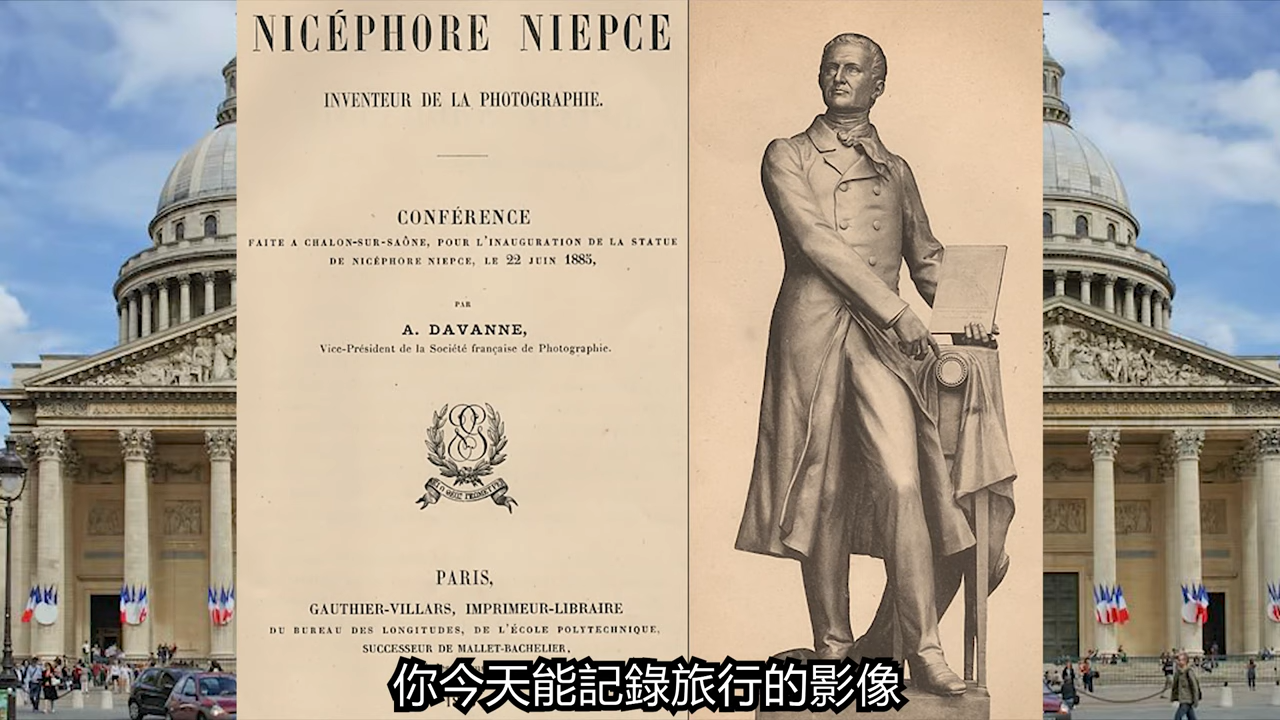 NICÉPHORE NIEPCE
INVENTEUR DE LA PHOTOGRAPHIE.
CONFÉRENCE
FAITE A CHALON-SUR-SAÔNE, POUR L'INAUGURATION DE LA STATUE
DE NICÉPHORE NIEPCE, LE 22 JUIN 1885,
PAR
A. DAVANNE,
Vice-Président de la Société française de Photographie.
PARIS,
GAUTHIER-VILLARS, IMPRIMEUR-LIBRAIRE
DU BUREAU DES LONGITUDES, DE L'ÉCOLE POLYTECHNIQUE,
SUCCESSEUR DE MALLET-BACHELIER,
你今天能記錄旅行的影像